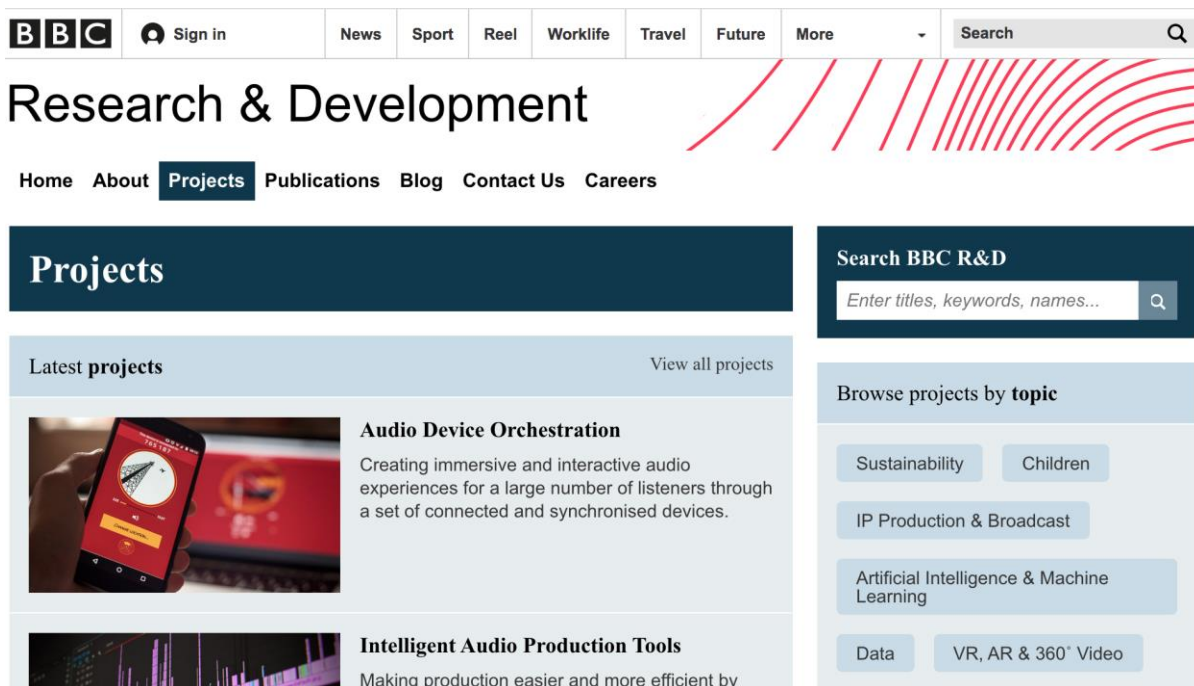 BBC Sign in News Sport Reel Worklife Travel Future More Search
Research & Development
Home About Projects Publications Blog Contact Us Careers
Projects
Latest projects View all projects
Audio Device Orchestration
Creating immersive and interactive audio
experiences for a large number of listeners through
a set of connected and synchronised devices.
Intelligent Audio Production Tools
Making production easier and more efficient by
Search BBC R&D
Enter titles, keywords, names...
Browse projects by topic
Sustainability Children
IP Production & Broadcast
Artificial Intelligence & Machine
Learning
Data VR, AR & 360° Video